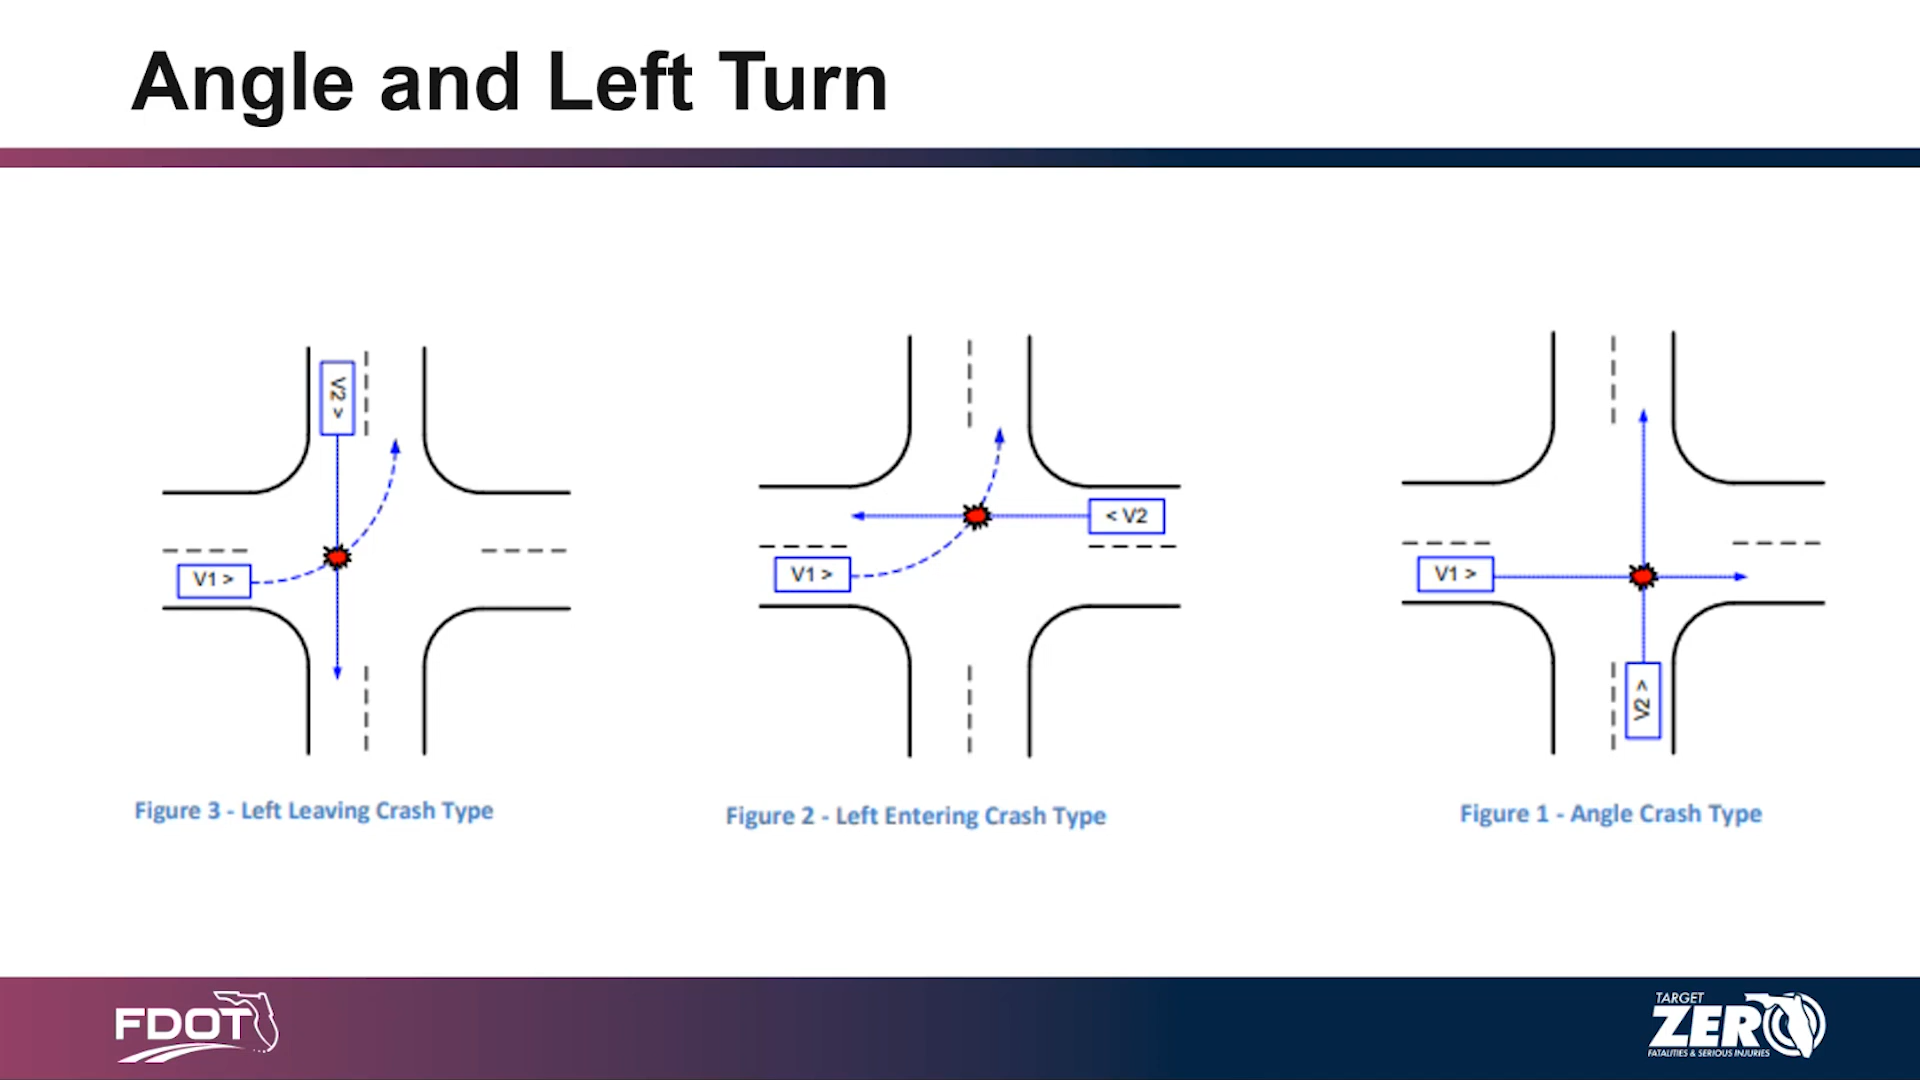 Angle and Left Turn
V2 >
V1 >
Figure 3 - Left Leaving Crash Type
< V2
V1 >
Figure 2 - Left Entering Crash Type
V1 >
V2 >
Figure 1 - Angle Crash Type
FDOT
TARGET
ZERO
FATALITIES & SERIOUS INJURIES